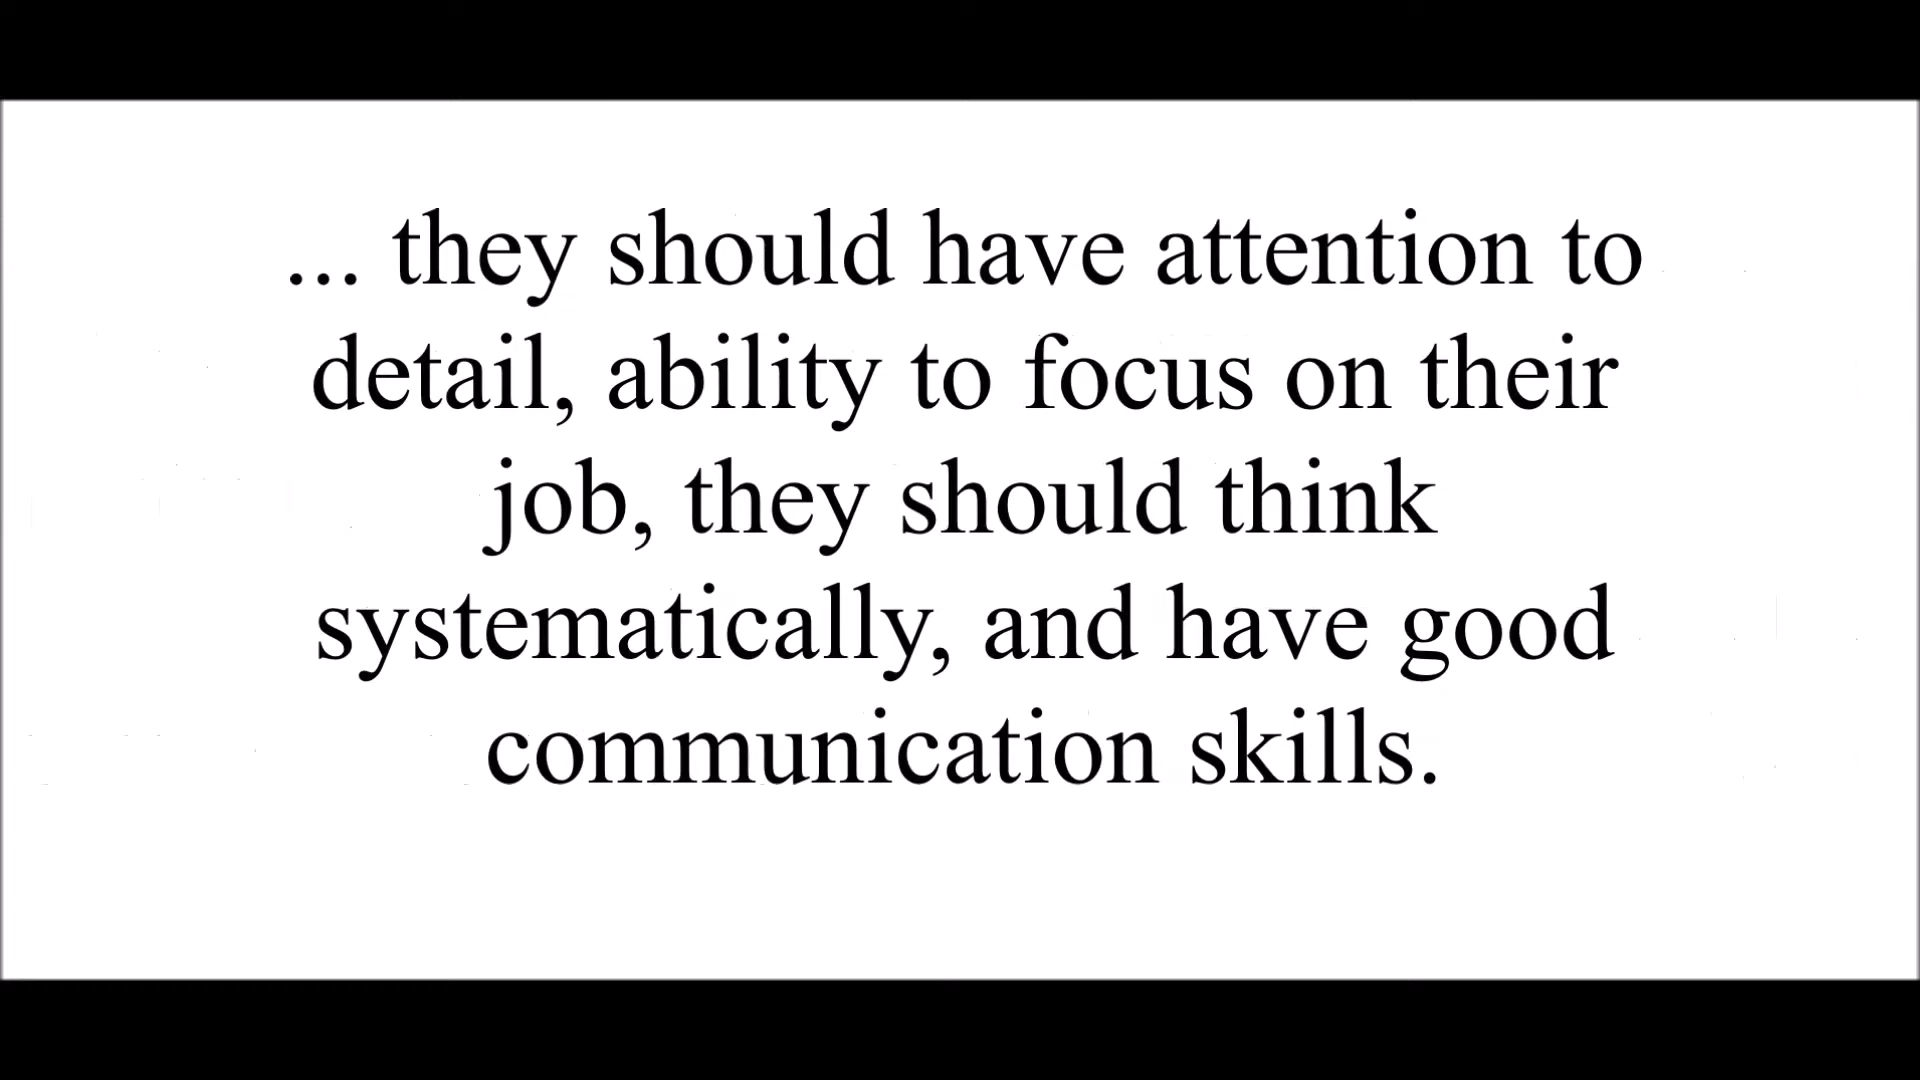 ... they should have attention to
detail, ability to focus on their
job, they should think
systematically, and have good
communication skills.